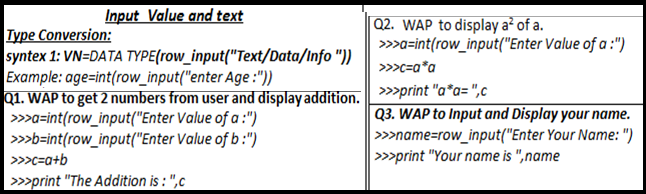 Input Value and text
Type Conversion:
syntex 1: VN=DATA TYPE(row_input("Text/Data/Info "))
Example: age=int(row_input("enter Age :"))
Q1. WAP to get 2 numbers from user and display addition.
>>>a=int(row_input("Enter Value of a :")
>>>b=int(row_input("Enter Value of b :")
>>>c=a+b
>>>print "The Addition is : ",c
Q2. WAP to display a² of a.
>>>a=int(row_input("Enter Value of a :")
>>>c=a*a
>>>print "a*a= ",c
Q3. WAP to Input and Display your name.
>>>name=row_input("Enter Your Name: ")
>>>print "Your name is ",name